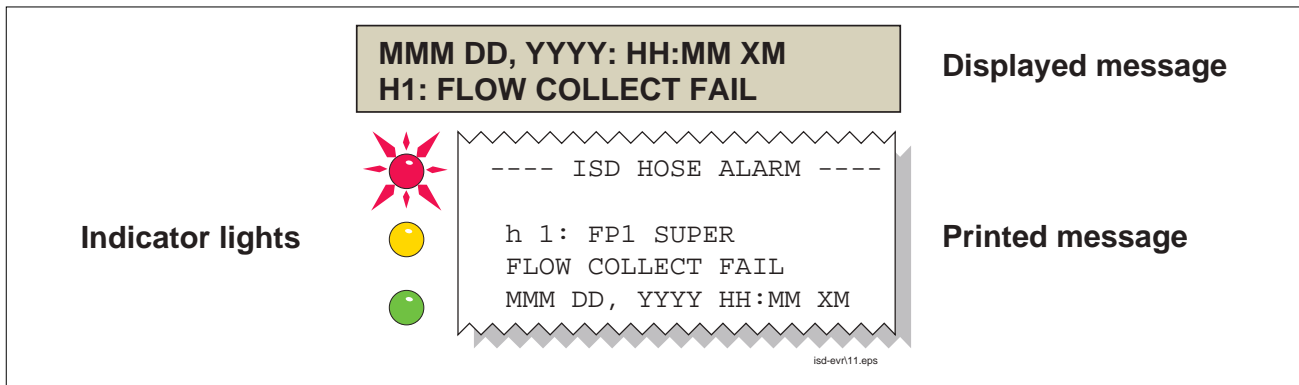 MMM DD, YYYY: HH:MM XM
H1: FLOW COLLECT FAIL
Displayed message
---- ISD HOSE ALARM ----
h 1: FP1 SUPER
FLOW COLLECT FAIL
MMM DD, YYYY HH:MM XM
Indicator lights
Printed message
isd-evr\11.eps